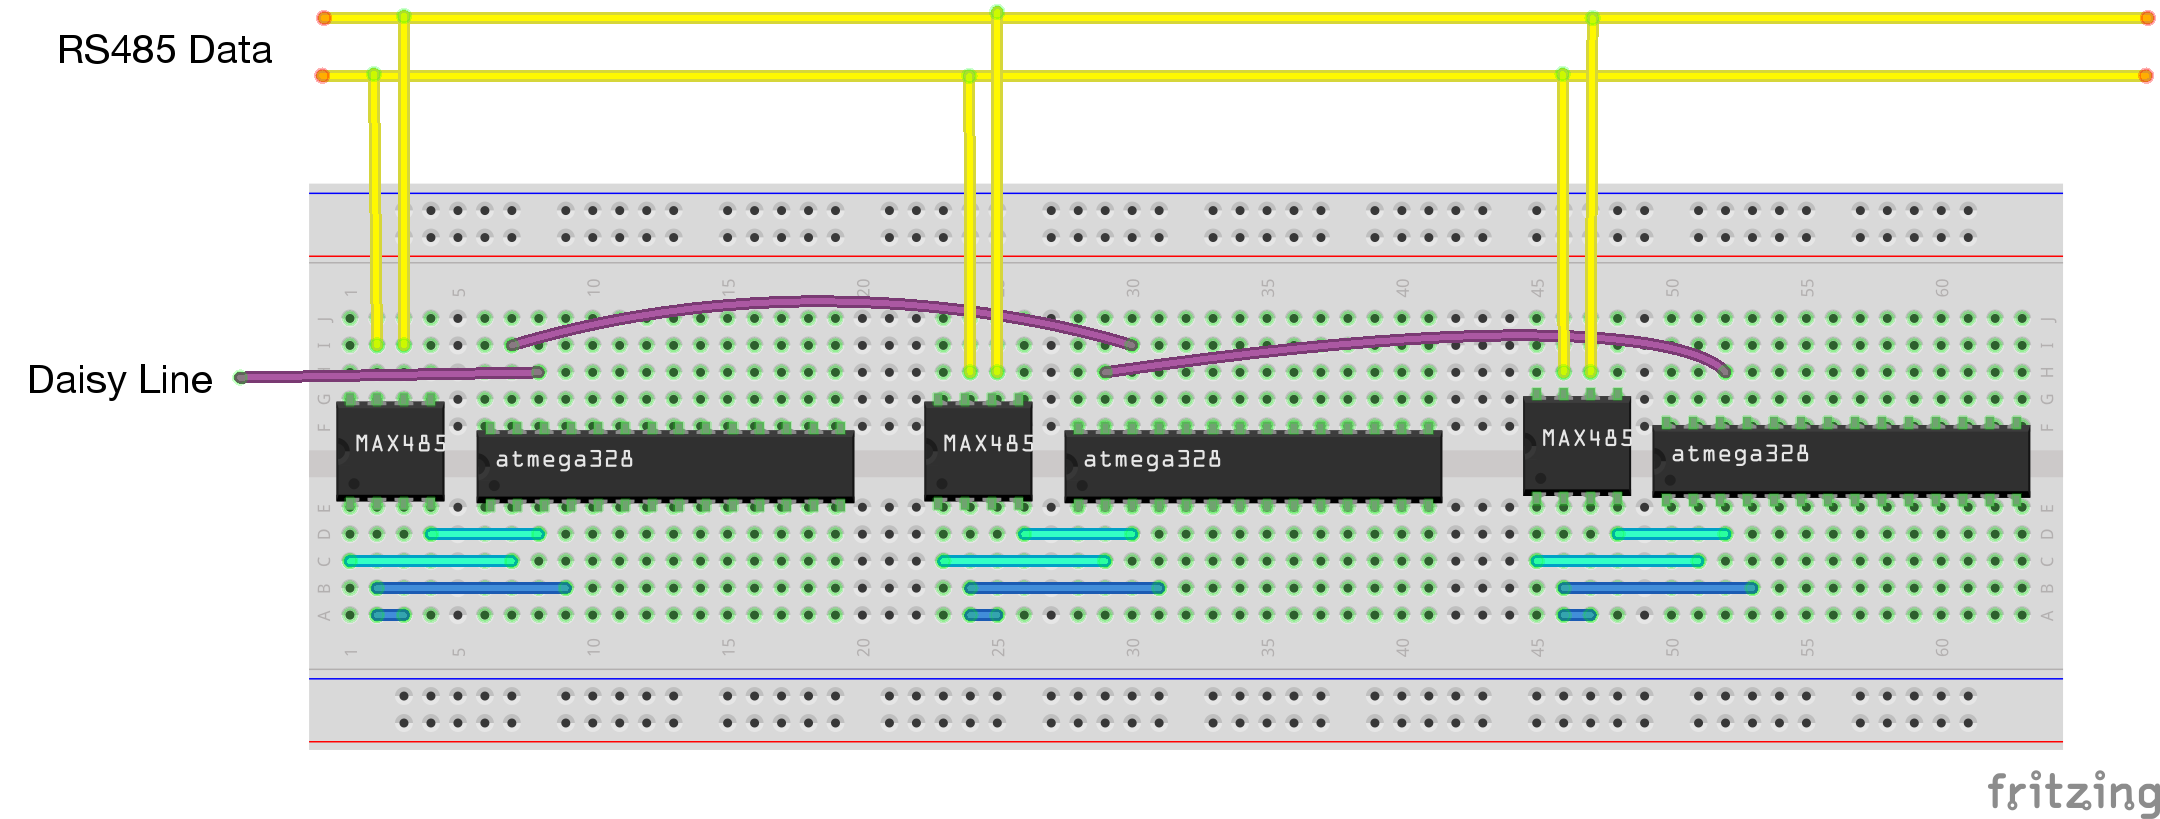 RS485 Data
1 5 10 15 20 30 35 40 45 50 55 60
J J
I I
Daisy Line
H
G G
F F
MAX485 MAX485 MAX485
atmega328 atmega328 atmega328
E E
D D
C C
B B
A A
1 5 10 15 20 25 30 35 40 45 50 55 60
fritzing